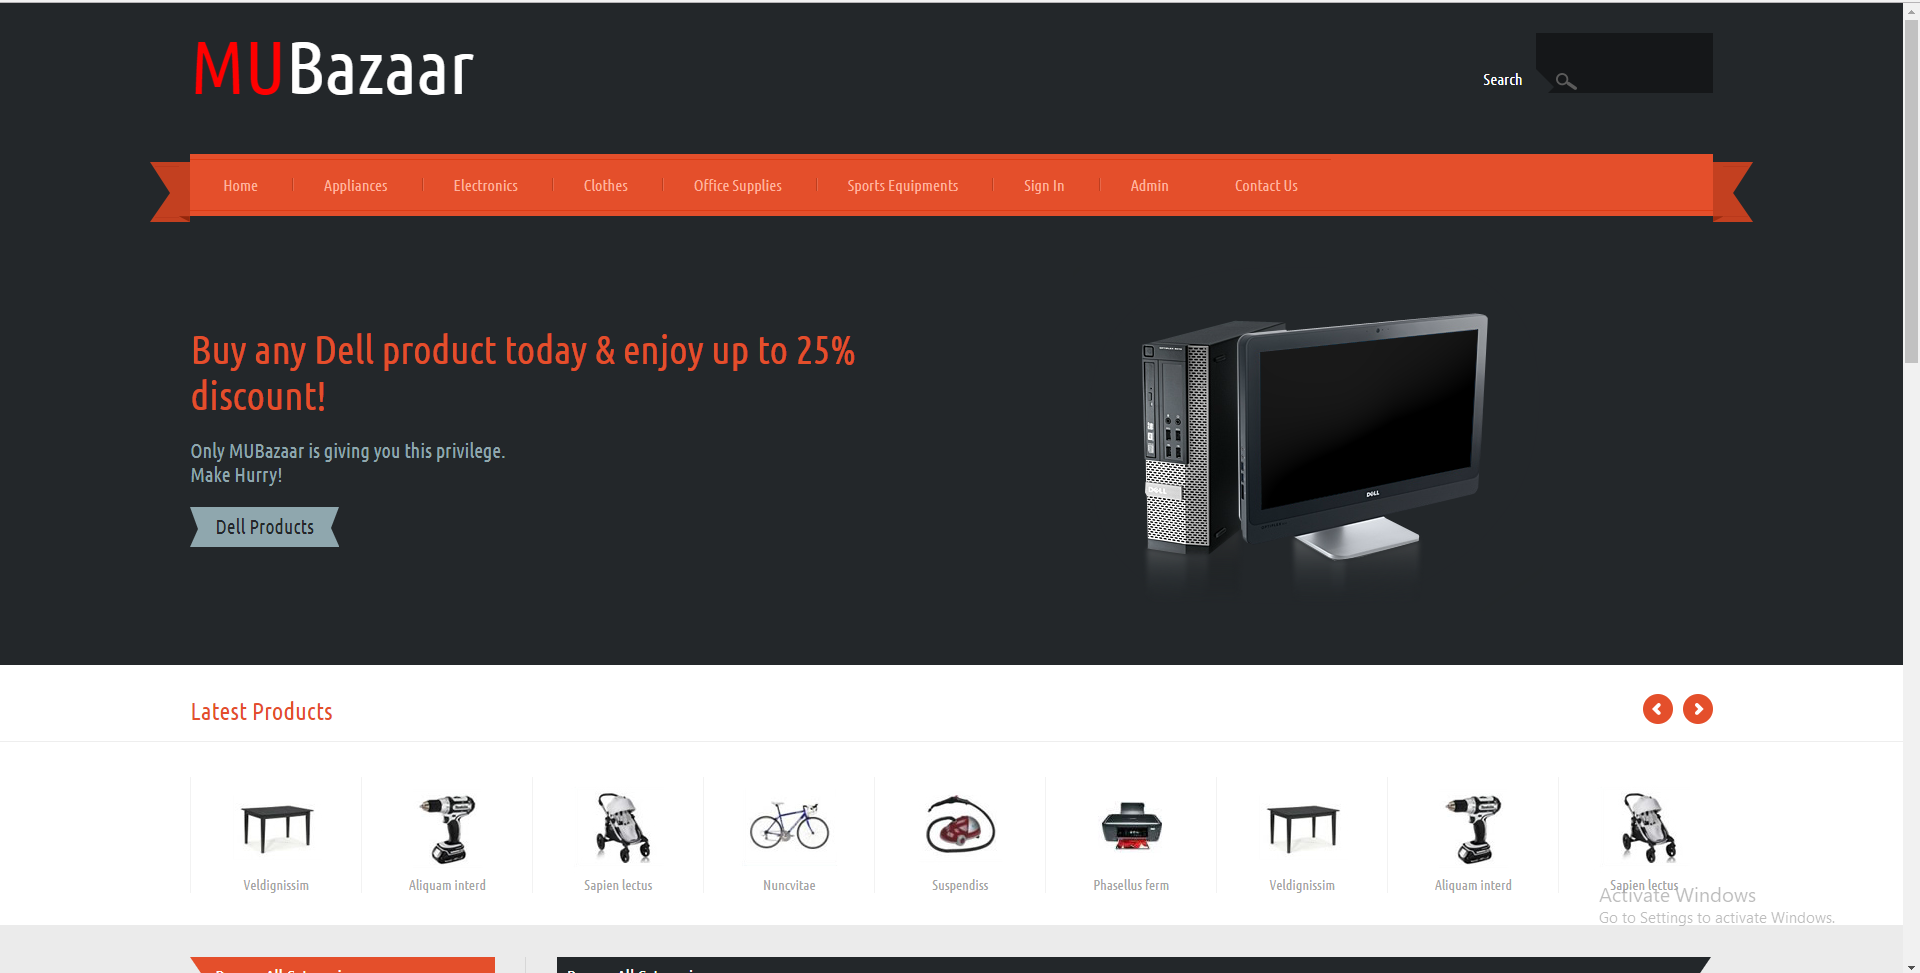 MUBazaar
Search
Home Appliances Electronics Clothes Office Supplies Sports Equipments Sign In Admin Contact Us
Buy any Dell product today & enjoy up to 25%
discount!
Only MUBazaar is giving you this privilege.
Make Hurry!
Dell Products
DELL
DELL
Latest Products
Veldignissim Aliquam interd Sapien lectus Nuncvitae Suspendiss Phasellus ferm Veldignissim Aliquam interd Sapien lectus
Activate Windows
Go to Settings to activate Windows.